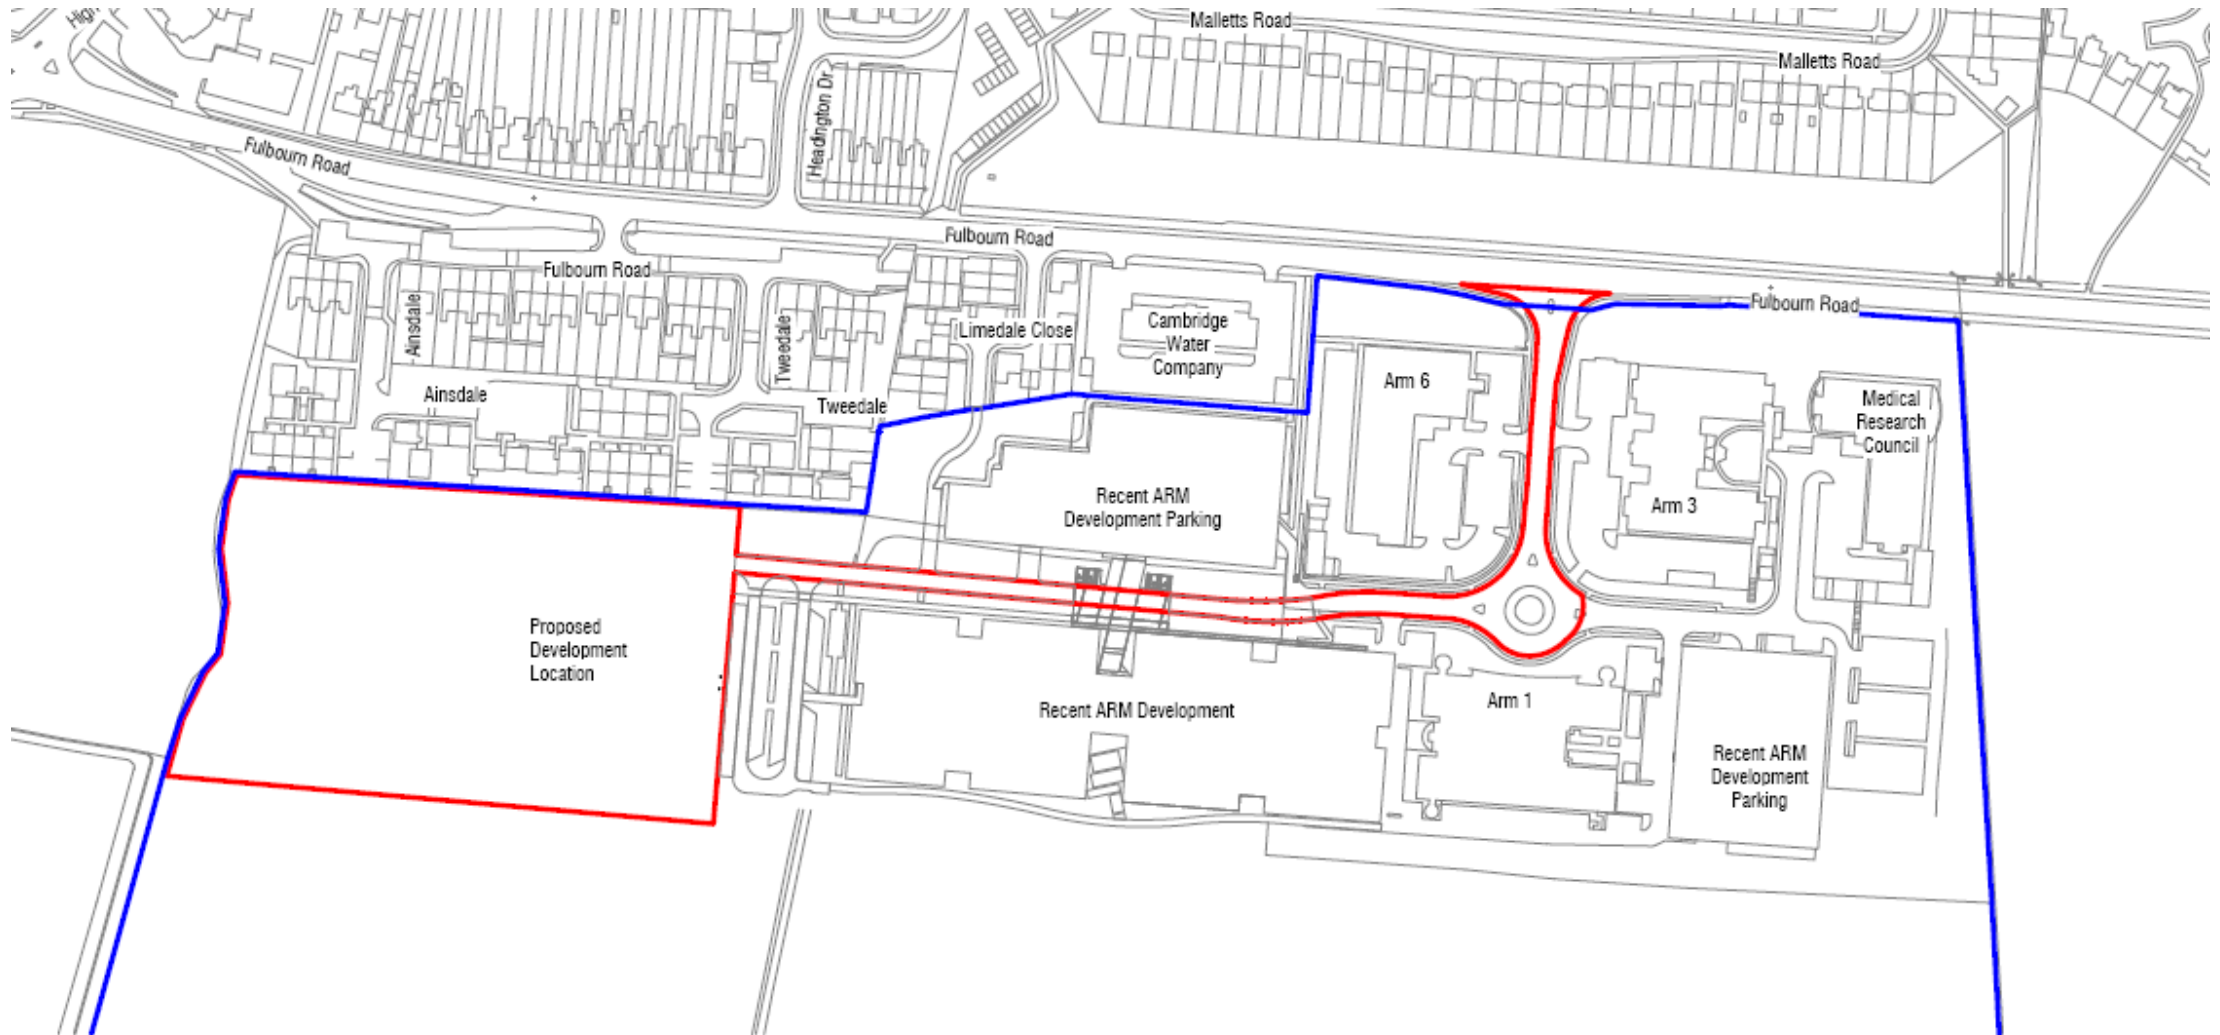 High
Malletts Road
Malletts Road
Headington Dr
Fulbourn Road
Fulbourn Road
Fulbourn Road
Fulbourn Road
Ainsdale
Tweedale
Limedale Close
Cambridge
Water
Company
Arm 6
Ainsdale
Tweedale
Medical
Research
Council
Recent ARM
Development Parking
Arm 3
Proposed
Development
Location
Recent ARM Development
Arm 1
Recent ARM
Development
Parking